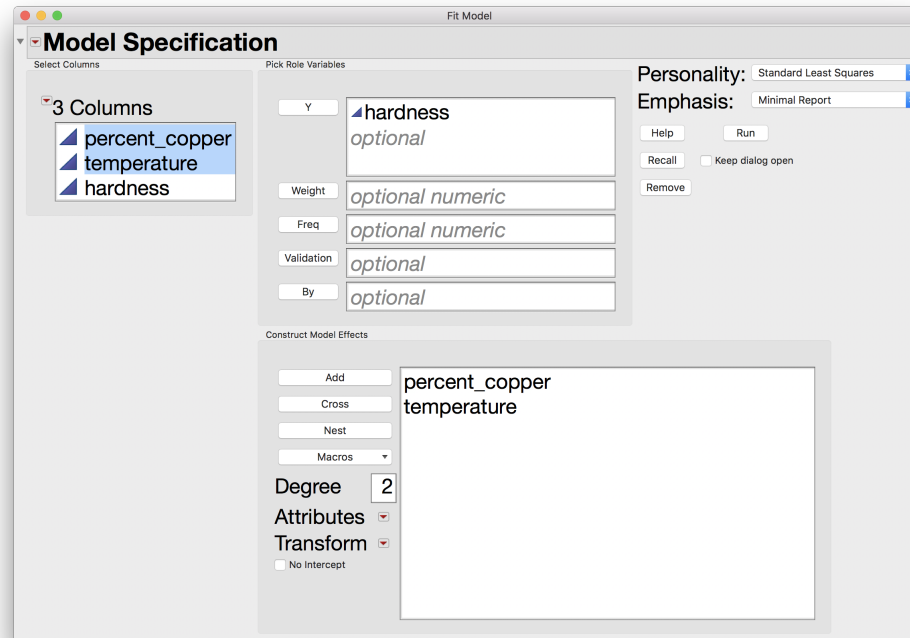 Fit Model
Model Specification
Select Columns
3 Columns
percent_copper
temperature
hardness
Pick Role Variables
Y
hardness
optional
Weight
optional numeric
Freq
optional numeric
Validation
optional
By
optional
Personality:
Standard Least Squares
Emphasis:
Minimal Report
Help
Run
Recall
Keep dialog open
Remove
Construct Model Effects
Add
Cross
Nest
Macros
Degree
2
Attributes
Transform
No Intercept
percent_copper
temperature